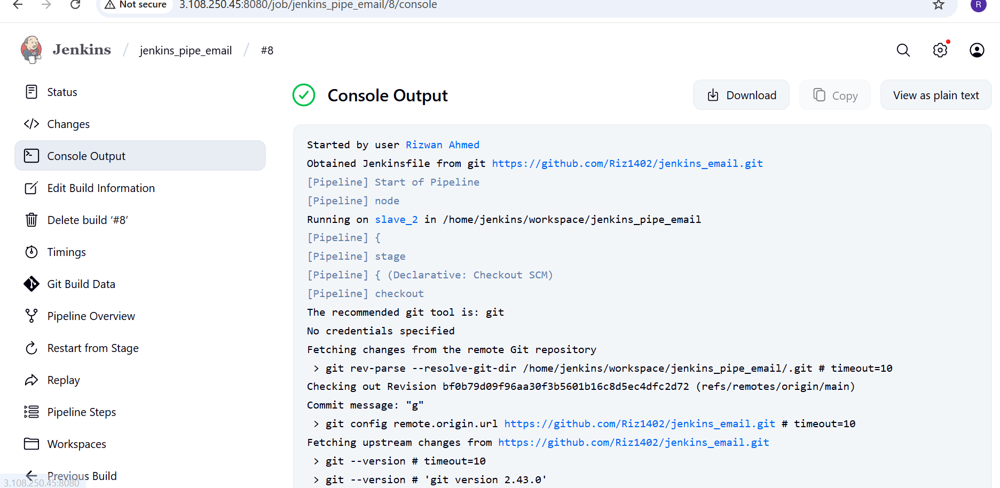 Not secure 3.108.250.45:8080/job/jenkins_pipe_email/8/console
R
Jenkins / jenkins_pipe_email / #8
Status
Changes
Console Output
Edit Build Information
Delete build ‘#8’
Timings
Git Build Data
Pipeline Overview
Restart from Stage
Replay
Pipeline Steps
Workspaces
Previous Build
3.108.250.45:8080
Console Output
Download
Copy
View as plain text
Started by user Rizwan Ahmed
Obtained Jenkinsfile from git https://github.com/Riz1402/jenkins_email.git
[Pipeline] Start of Pipeline
[Pipeline] node
Running on slave_2 in /home/jenkins/workspace/jenkins_pipe_email
[Pipeline] {
[Pipeline] stage
[Pipeline] { (Declarative: Checkout SCM)
[Pipeline] checkout
The recommended git tool is: git
No credentials specified
Fetching changes from the remote Git repository
> git rev-parse --resolve-git-dir /home/jenkins/workspace/jenkins_pipe_email/.git # timeout=10
Checking out Revision bf0b79d09f96aa30f3b5601b16c8d5ec4dfc2d72 (refs/remotes/origin/main)
Commit message: "g"
> git config remote.origin.url https://github.com/Riz1402/jenkins_email.git # timeout=10
Fetching upstream changes from https://github.com/Riz1402/jenkins_email.git
> git --version # timeout=10
> git --version # 'git version 2.43.0'